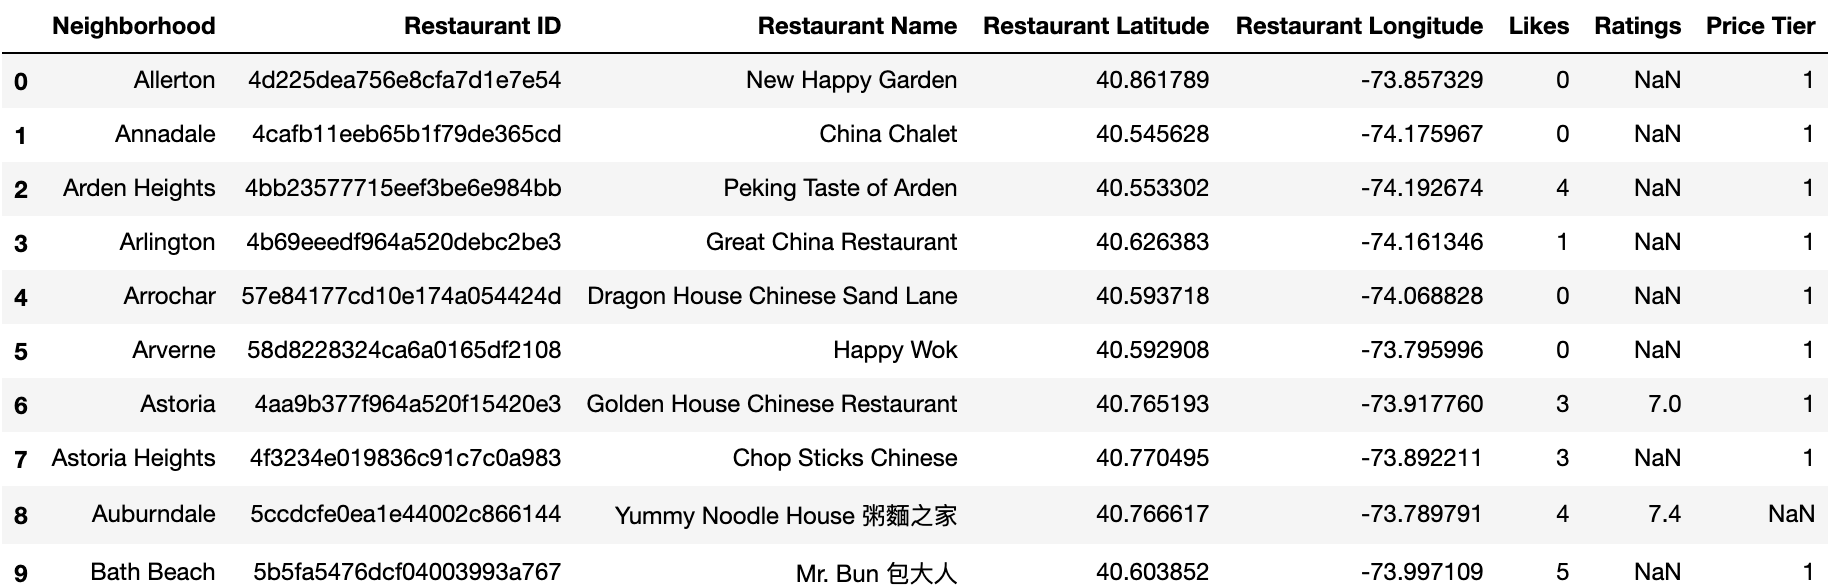 Neighborhood Restaurant ID Restaurant Name Restaurant Latitude Restaurant Longitude Likes Ratings Price Tier
0 Allerton 4d225dea756e8cfa7d1e7e54 New Happy Garden 40.861789 -73.857329 0 NaN 1
1 Annadale 4cafb11eeb65b1f79de365cd China Chalet 40.545628 -74.175967 0 NaN 1
2 Arden Heights 4bb23577715eef3be6e984bb Peking Taste of Arden 40.553302 -74.192674 4 NaN 1
3 Arlington 4b69eeedf964a520debc2be3 Great China Restaurant 40.626383 -74.161346 1 NaN 1
4 Arrochar 57e84177cd10e174a054424d Dragon House Chinese Sand Lane 40.593718 -74.068828 0 NaN 1
5 Arverne 58d8228324ca6a0165df2108 Happy Wok 40.592908 -73.795996 0 NaN 1
6 Astoria 4aa9b377f964a520f15420e3 Golden House Chinese Restaurant 40.765193 -73.917760 3 7.0 1
7 Astoria Heights 4f3234e019836c91c7c0a983 Chop Sticks Chinese 40.770495 -73.892211 3 NaN 1
8 Auburndale 5ccdcfe0ea1e44002c866144 Yummy Noodle House 粥麵之家 40.766617 -73.789791 4 7.4 NaN
9 Bath Beach 5b5fa5476dcf04003993a767 Mr. Bun 包大人 40.603852 -73.997109 5 NaN 1